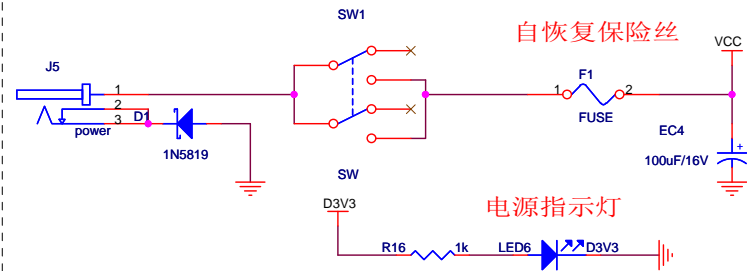 SW1
自恢复保险丝
VCC
J5
F1
1
1
2
2
3
D1
power
FUSE
EC4
+
1N5819
100uF/16V
SW
D3V3
电源指示灯
R16
1k
LED6
D3V3